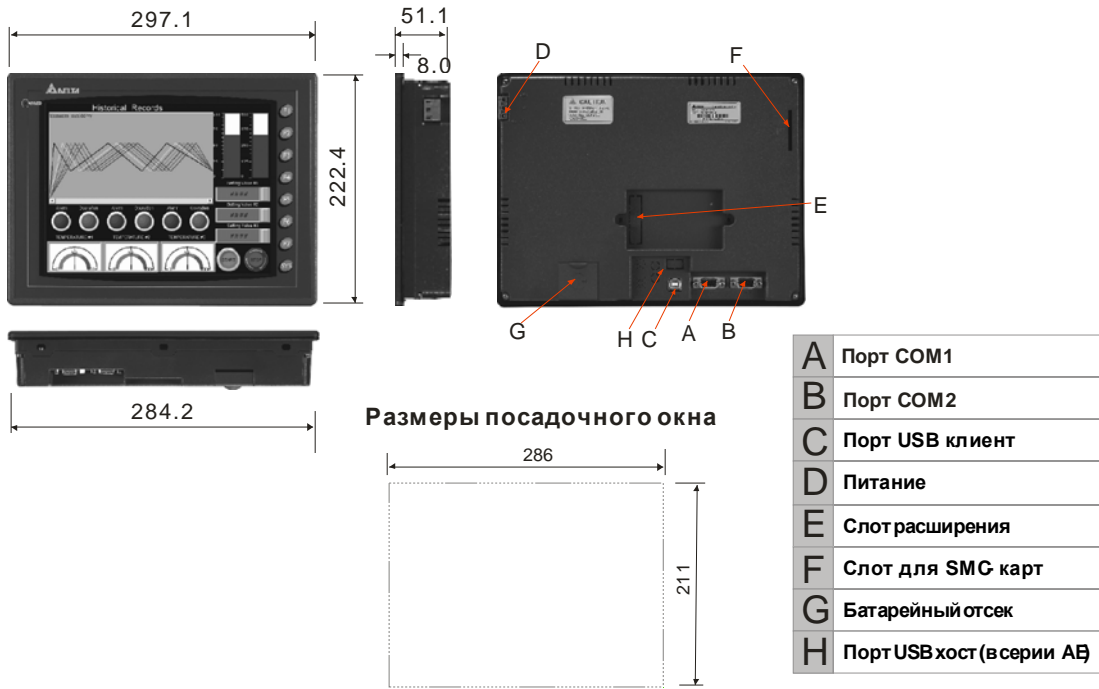 297.1
51.1
8.0
D
F
DELTA
Historical Records
222.4
E
G
H
C
A
B
284.2
Размеры посадочного окна
286
211
A Порт COM1
B Порт COM2
C Порт USB клиент
D Питание
E Слот расширения
F Слот для SMC- карт
G Батарейный отсек
H Порт USB хост (в серии AE)